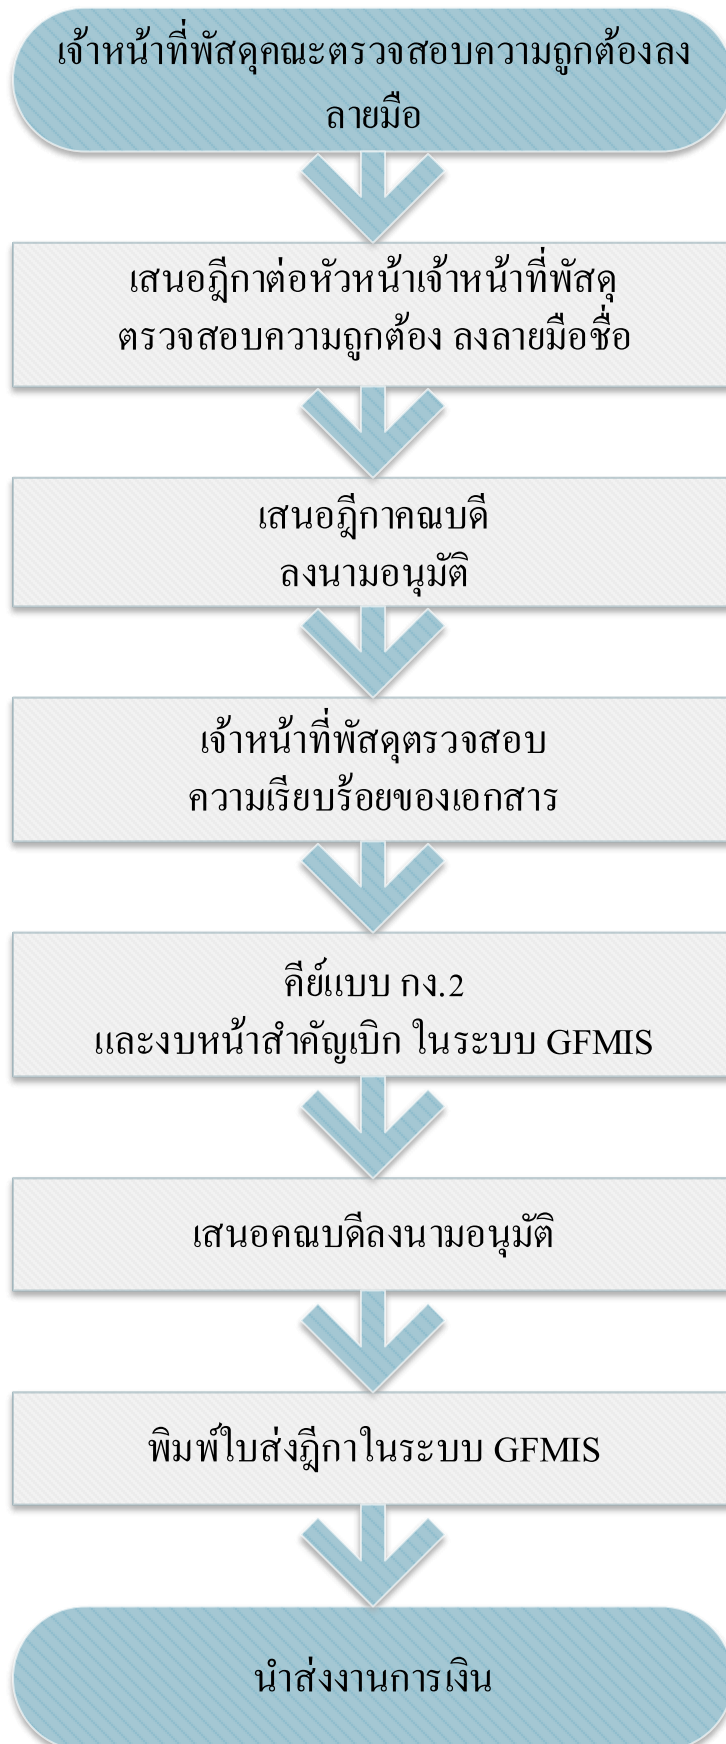 เจ้าหน้าที่พัสดุคณะตรวจสอบความถูกต้องลง
ลายมือ
เสนอฎีกาต่อหัวหน้าเจ้าหน้าที่พัสดุ
ตรวจสอบความถูกต้อง ลงลายมือชื่อ
เสนอฎีกาคณบดี
ลงนามอนุมัติ
เจ้าหน้าที่พัสดุตรวจสอบ
ความเรียบร้อยของเอกสาร
คีย์แบบ กง.2
และงบหน้าสำคัญเบิก ในระบบ GFMIS
เสนอคณบดีลงนามอนุมัติ
พิมพ์ใบส่งฎีกาในระบบ GFMIS
นำส่งงานการเงิน